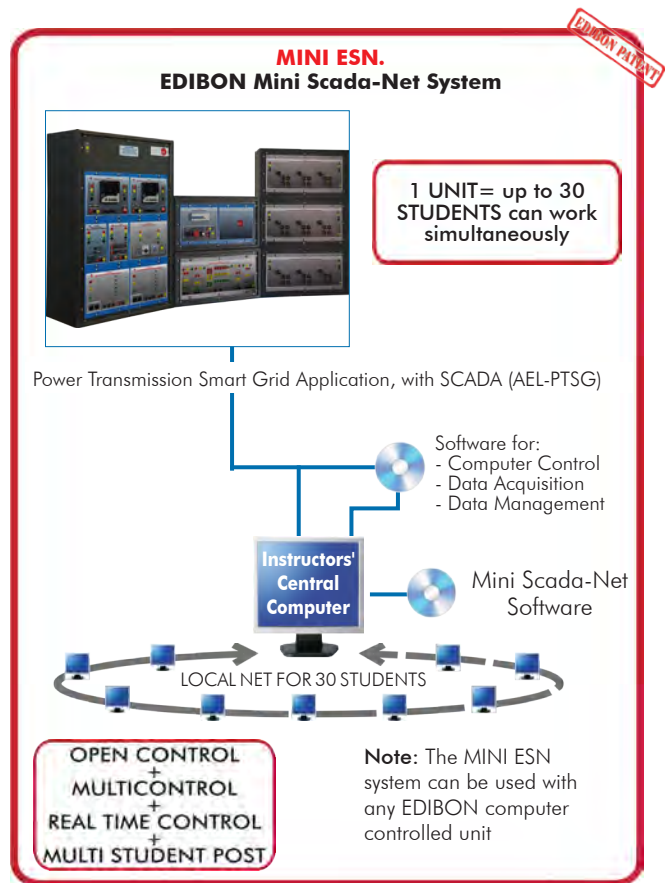 EDIBON PATENT
MINI ESN.
EDIBON Mini Scada-Net System
1 UNIT= up to 30
STUDENTS can work
simultaneously
Power Transmission Smart Grid Application, with SCADA (AEL-PTSG)
Software for:
- Computer Control
- Data Acquisition
- Data Management
Instructors'
Central
Computer
Mini Scada-Net
Software
LOCAL NET FOR 30 STUDENTS
OPEN CONTROL
+
MULTICONTROL
+
REAL TIME CONTROL
+
MULTI STUDENT POST
Note: The MINI ESN
system can be used with
any EDIBON computer
controlled unit